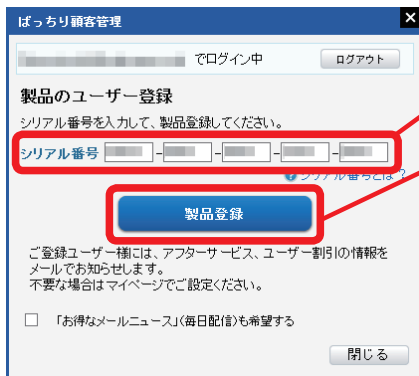 ばっちり顧客管理
でログイン中 ログアウト
製品のユーザー登録
シリアル番号を入力して、製品登録してください。
シリアル番号 - - - -
シリアル番号とは?
製品登録
ご登録ユーザー様には、アフターサービス、ユーザー割引の情報を
メールでお知らせします。
不要な場合はマイページでご設定ください。
「お得なメールニュース」(毎日配信)も希望する
閉じる